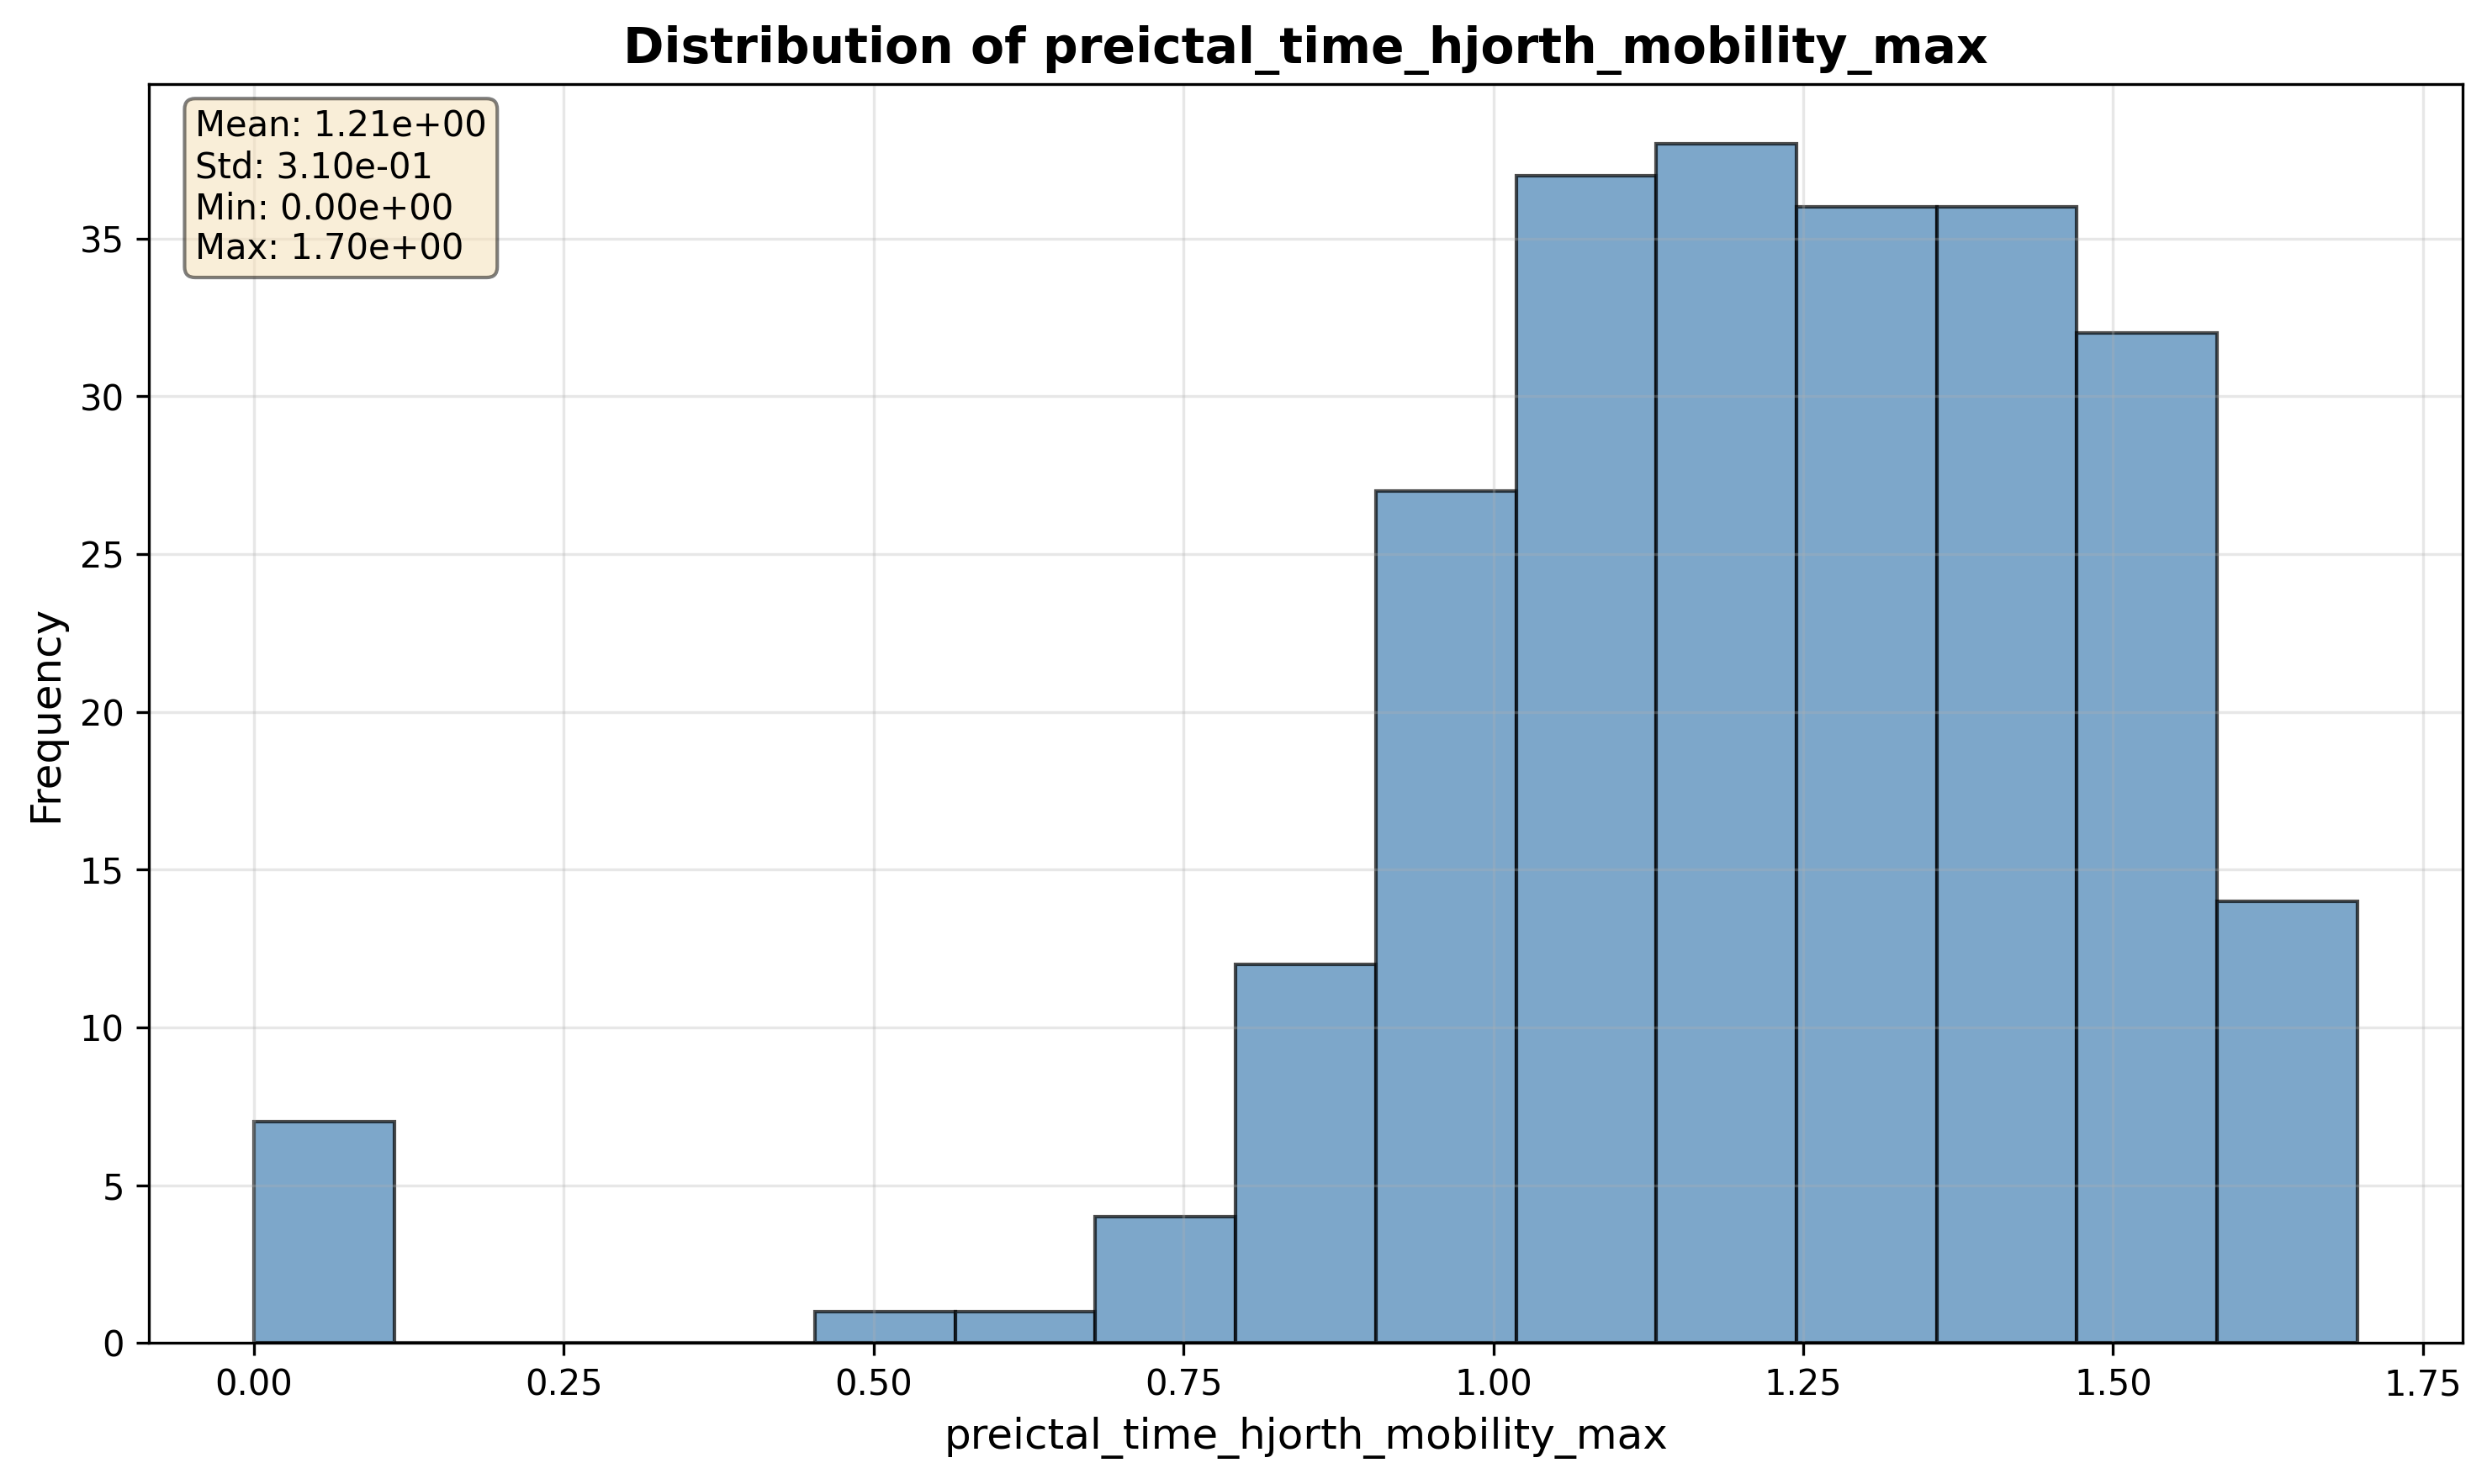 Distribution of preictal_time_hjorth_mobility_max
Mean: 1.21e+00
Std: 3.10e-01
Min: 0.00e+00
Max: 1.70e+00
Frequency
35
30
25
20
15
10
5
0
0.00 0.25 0.50 0.75 1.00 1.25 1.50 1.75
preictal_time_hjorth_mobility_max